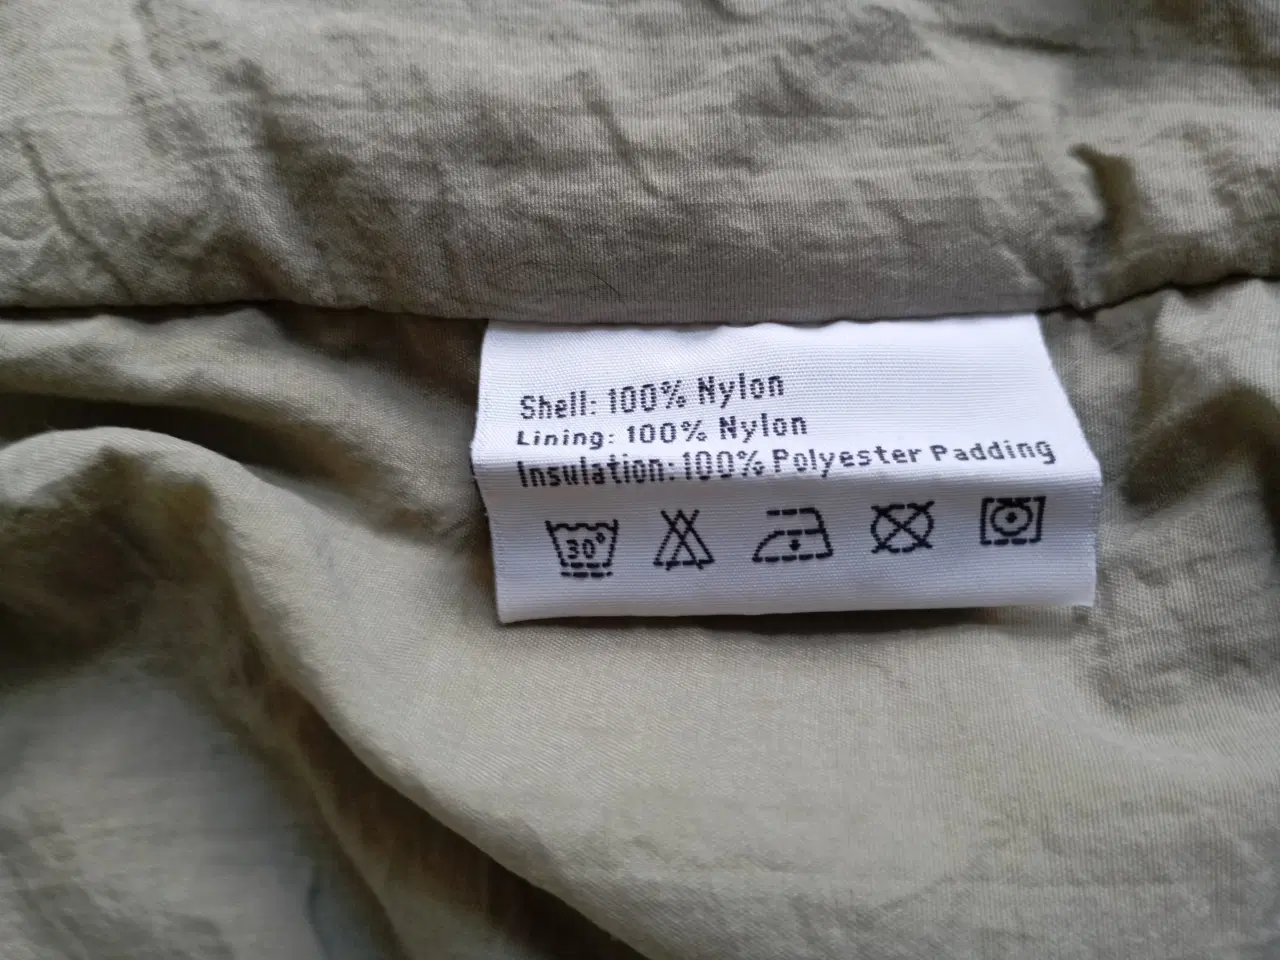 Shell: 100% Nylon
Lining: 100% Nylon
Insulation: 100% Polyester Padding
30°